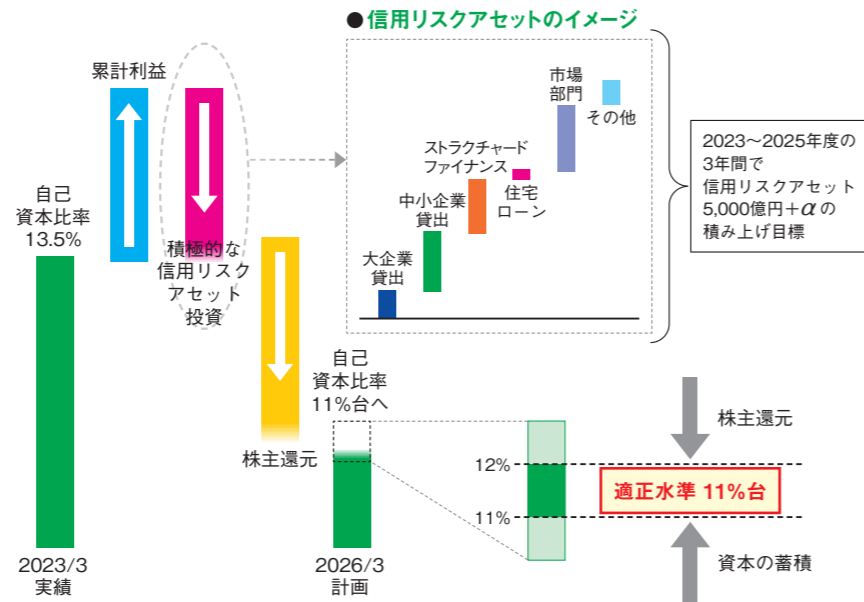 ●信用リスクアセットのイメージ
累計利益
自己
資本比率
13.5%
積極的な
信用リスク
アセット
投資
大企業
貸出
中小企業
貸出
ストラクチャード
ファイナンス
住宅
ローン
市場
部門
その他
2023～2025年度の
3年間で
信用リスクアセット
5,000億円＋αの
積み上げ目標
株主還元
自己
資本比率
11%台へ
12%
11%
株主還元
適正水準 11%台
資本の蓄積
2023/3
実績
2026/3
計画